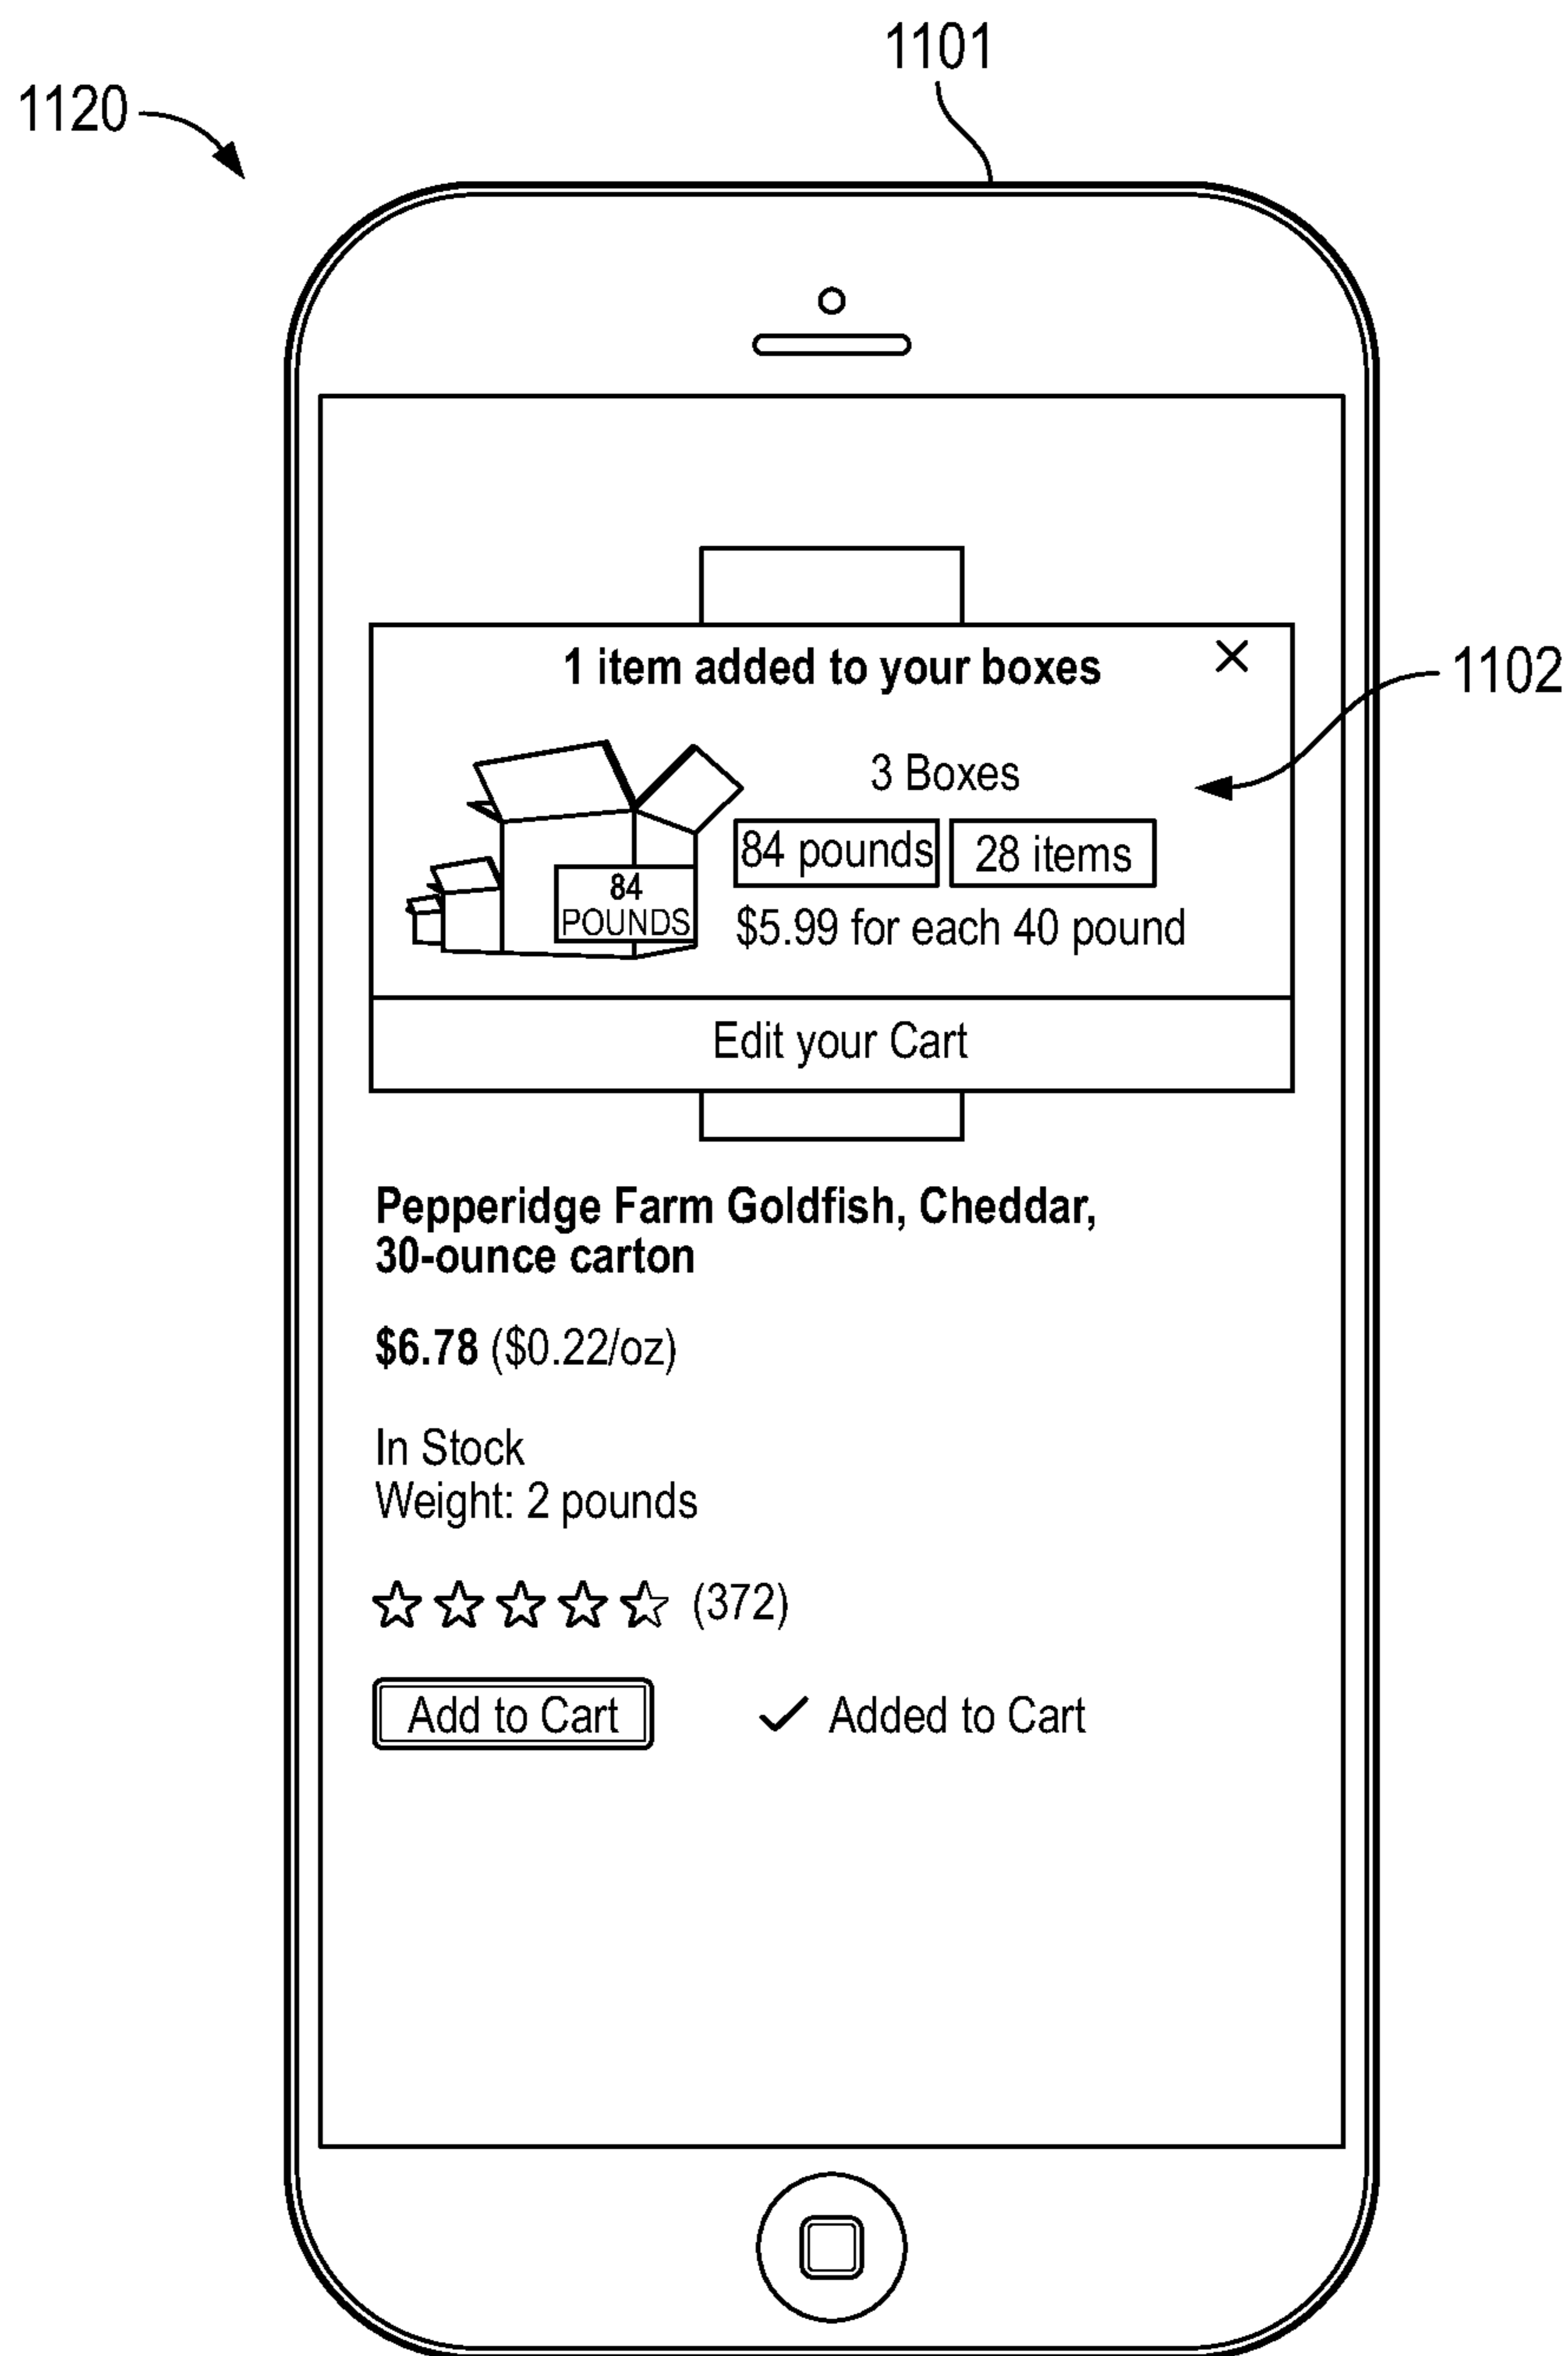 1101
1120
1 item added to your boxes
1102
3 Boxes
84 pounds 28 items
84
POUNDS
$5.99 for each 40 pound
Edit your Cart
Pepperidge Farm Goldfish, Cheddar,
30-ounce carton
$6.78 ($0.22/oz)
In Stock
Weight: 2 pounds
(372)
Add to Cart ✓ Added to Cart